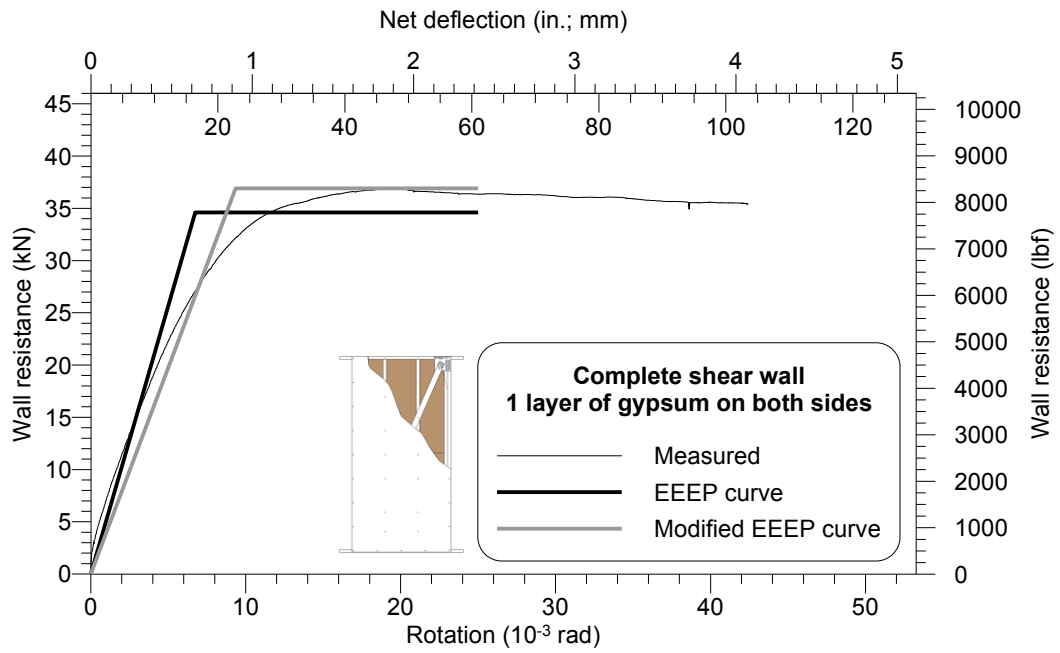 Net deflection (in.; mm)
0 1 2 3 4 5
20 40 60 80 100 120
45
40
35
30
25
20
15
10
5
0
Wall resistance (kN)
10000
9000
8000
7000
6000
5000
4000
3000
2000
1000
0
Wall resistance (lbf)
Complete shear wall
1 layer of gypsum on both sides
Measured
EEEP curve
Modified EEEP curve
0 10 20 30 40 50
Rotation (10⁻³ rad)